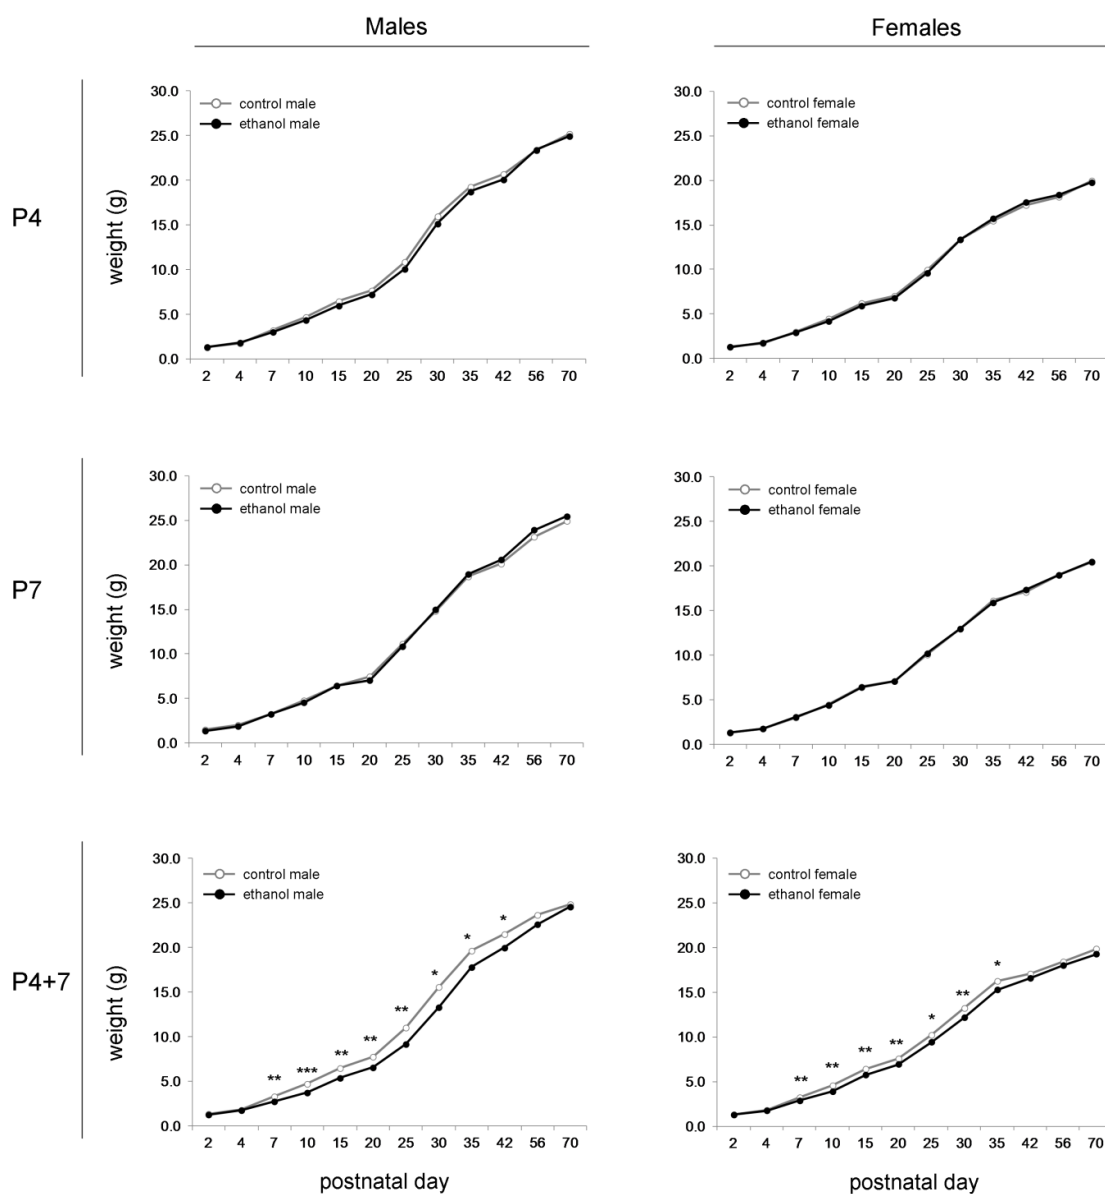 Males
Females
P4
weight (g)
30.0
25.0
20.0
15.0
10.0
5.0
0.0
control male
ethanol male
2 4 7 10 15 20 25 30 35 42 56 70
30.0
25.0
20.0
15.0
10.0
5.0
0.0
control female
ethanol female
2 4 7 10 15 20 25 30 35 42 56 70
P7
weight (g)
30.0
25.0
20.0
15.0
10.0
5.0
0.0
control male
ethanol male
2 4 7 10 15 20 25 30 35 42 56 70
30.0
25.0
20.0
15.0
10.0
5.0
0.0
control female
ethanol female
2 4 7 10 15 20 25 30 35 42 56 70
P4+7
weight (g)
30.0
25.0
20.0
15.0
10.0
5.0
0.0
control male
ethanol male
** *** ** ** ** * * *
2 4 7 10 15 20 25 30 35 42 56 70
postnatal day
30.0
25.0
20.0
15.0
10.0
5.0
0.0
control female
ethanol female
** ** ** ** * ** *
2 4 7 10 15 20 25 30 35 42 56 70
postnatal day